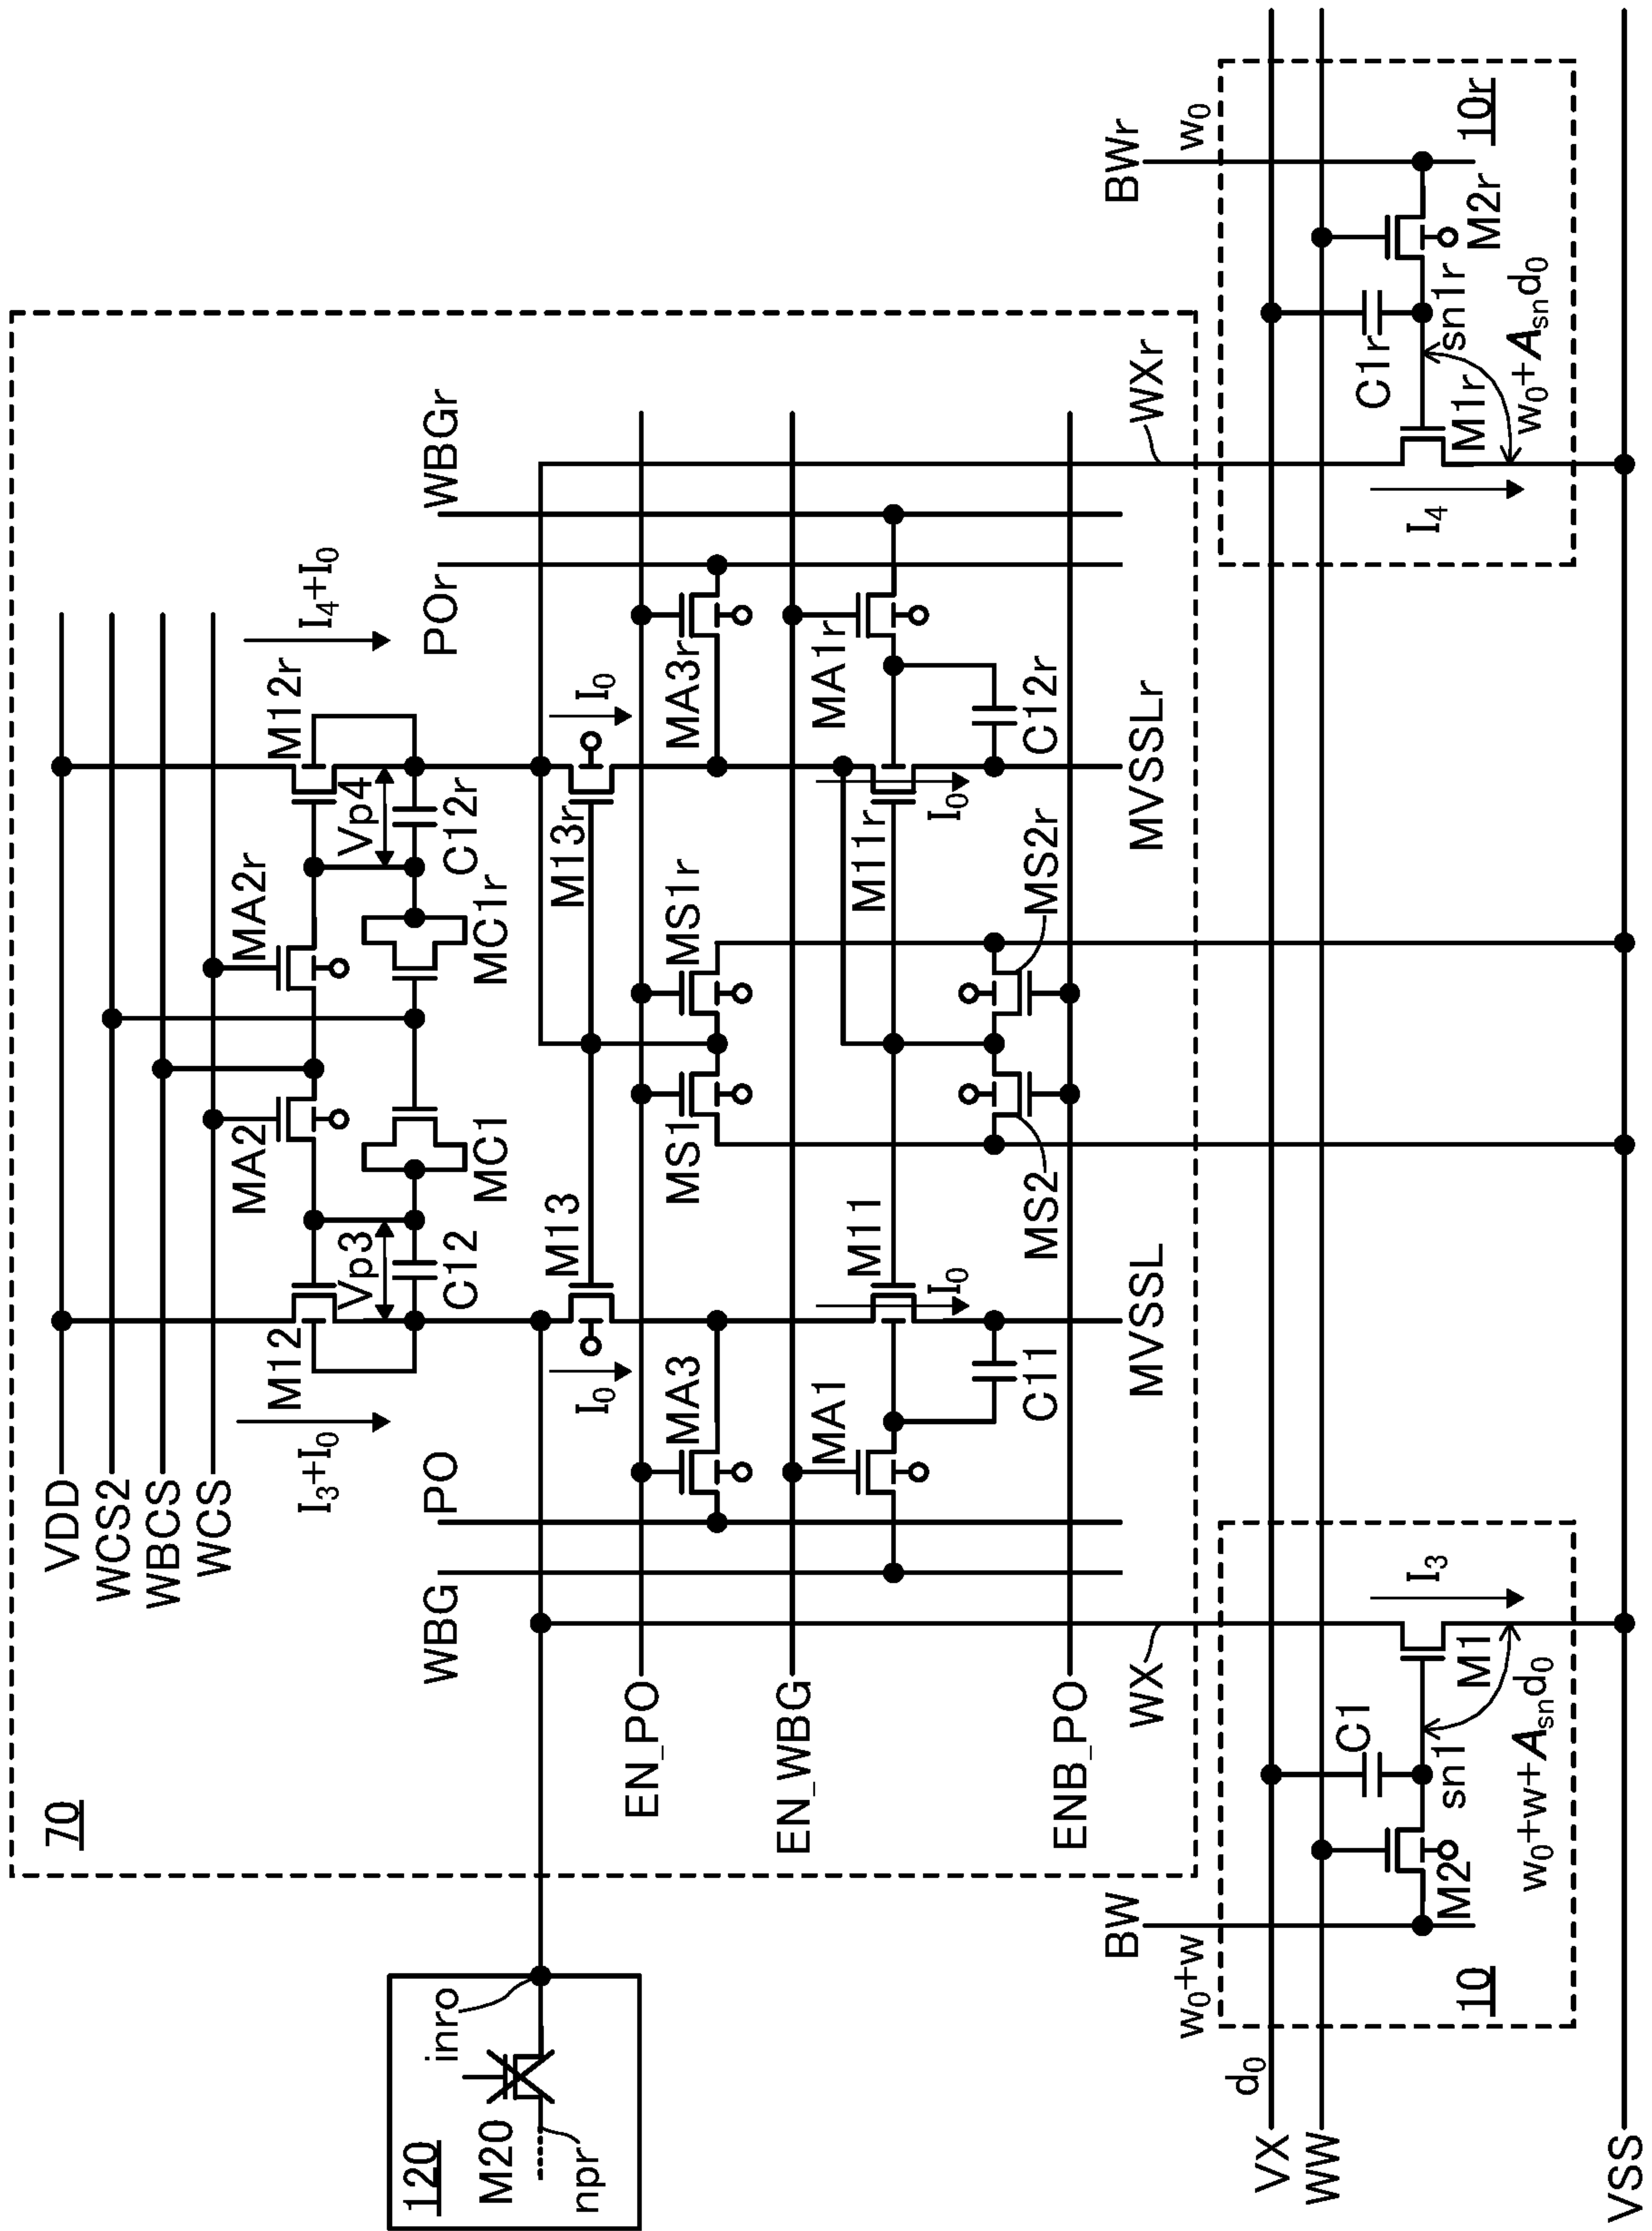 70
VDD
WCS2
WBCS
WCS
I3+I0
I4+I0
M12
M12r
MA2
MA2r
Vp3
Vp4
C12
C12r
MC1
MC1r
WBG
PO
POr
WBGr
I0
M13
M13r
I0
EN_PO
MA3
MS1
MS1r
MA3r
EN_WBG
MA1
M11
M11r
MA1r
I0
I0
C11
C12r
ENB_PO
MS2
MS2r
MVSSL
MVSSLr
WX
WXr
120
M20
inro
npr
BW
w0+w
BWr
w0
d0
VX
WW
VSS
10
M2
sn1
C1
M1
I3
w0+w+Asnd0
10r
I4
M1r
C1r
sn1r
M2r
w0+Asnd0